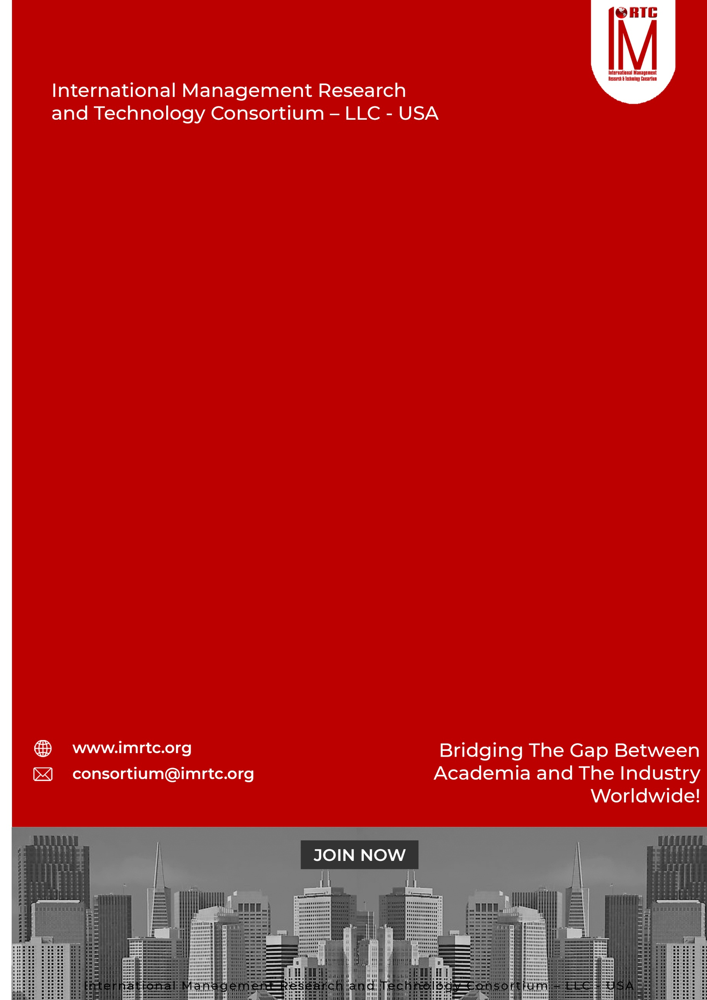 RTC
IM
International Management
Research & Technology Consortium
International Management Research
and Technology Consortium – LLC - USA
www.imrtc.org
consortium@imrtc.org
Bridging The Gap Between
Academia and The Industry
Worldwide!
JOIN NOW
International Management Research and Technology Consortium – LLC - USA